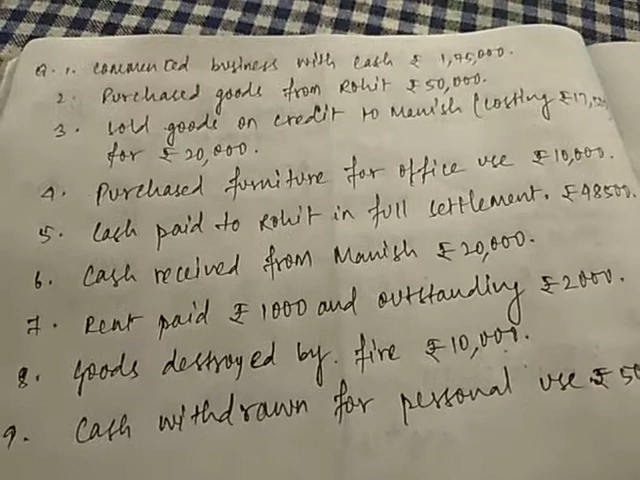 Q. 1. Commenced business with cash ₹ 1,75,000.
2. Purchased goods from Rohit ₹ 50,000.
3. Sold goods on credit to Manish (costing ₹17,
for ₹ 20,000.
4. Purchased furniture for office use ₹ 10,000.
5. Cash paid to Rohit in full settlement. ₹48500.
6. Cash received from Manish ₹ 20,000.
7. Rent paid ₹ 1000 and outstanding ₹ 2000.
8. Goods destroyed by. fire ₹ 10,000.
9. Cash withdrawn for personal use ₹ 50